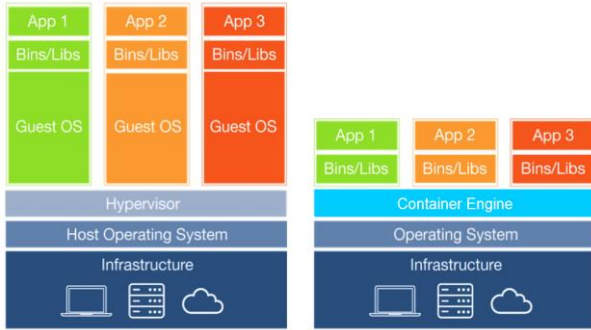 App 1
App 2
App 3
Bins/Libs
Bins/Libs
Bins/Libs
Guest OS
Guest OS
Guest OS
Hypervisor
Host Operating System
Infrastructure
App 1
App 2
App 3
Bins/Libs
Bins/Libs
Bins/Libs
Container Engine
Operating System
Infrastructure